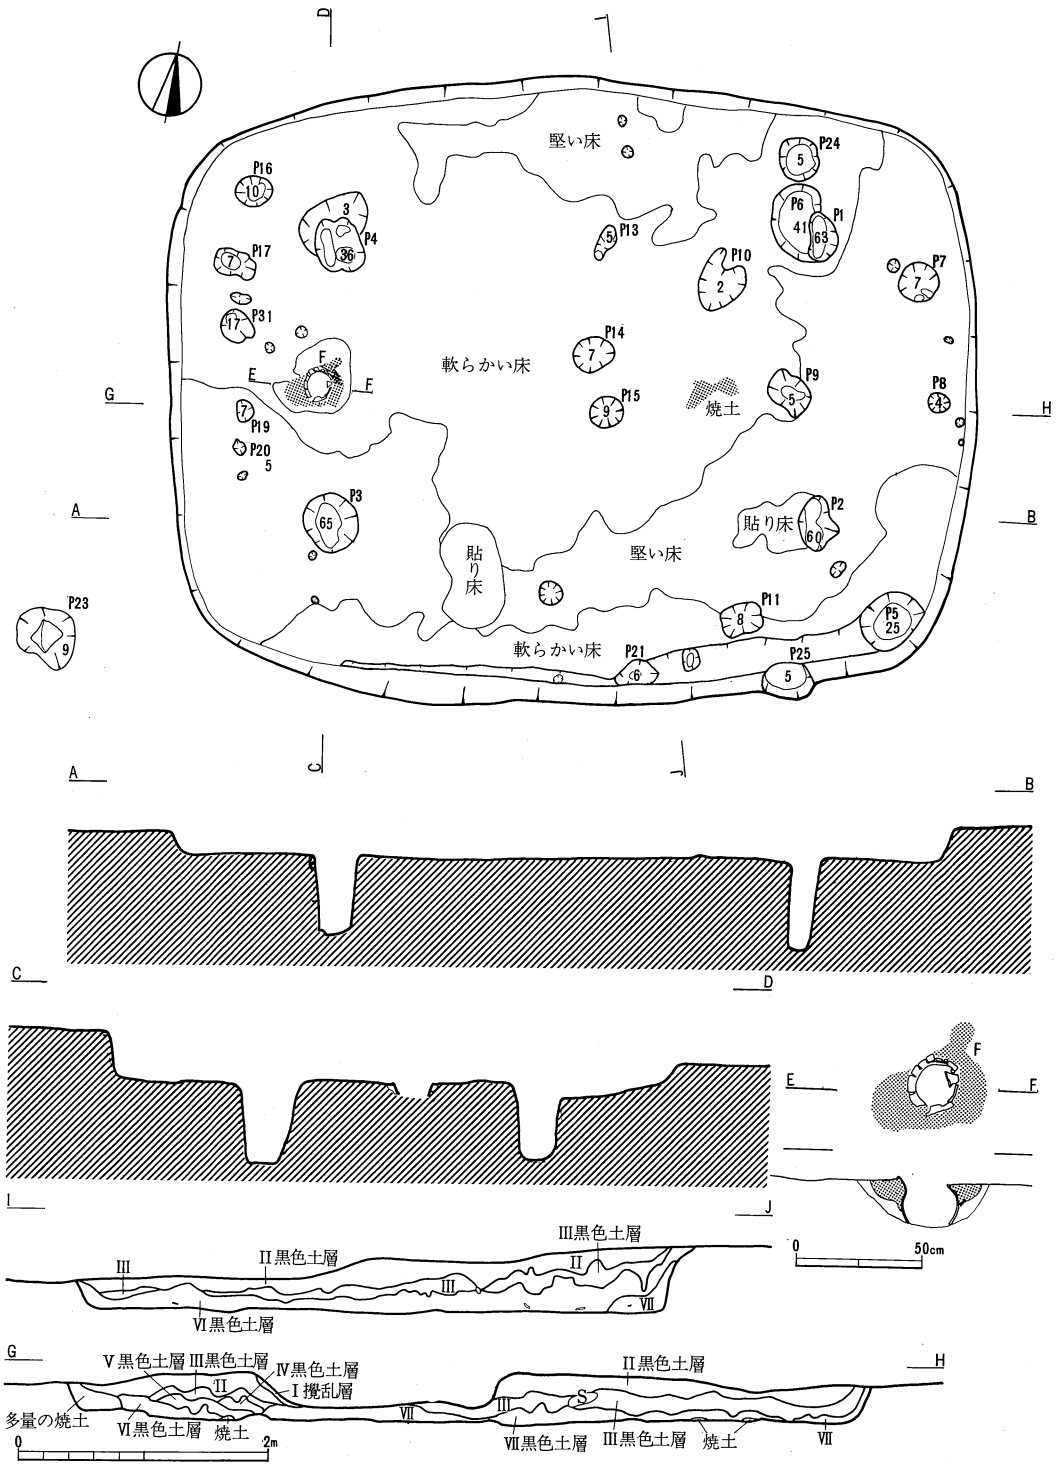 D
I
堅い床
P24
5
P16
10
3
P4
36
P6
41
P1
63
P13
5
P17
7
P10
2
P7
7
P31
17
P14
7
F
E
F
軟らかい床
P9
5
焼土
P15
9
P8
4
G
H
7
P19
P20
5
P3
65
P2
60
貼り床
A
B
貼り床
堅い床
P23
9
P11
8
P5
25
軟らかい床
P21
6
P25
5
C
J
A
B
C
D
E
F
F
I
J
0
50cm
III黒色土層
II黒色土層
II
III
III
VII
VI黒色土層
G
H
V黒色土層
III黒色土層
IV黒色土層
II
I攪乱層
II黒色土層
多量の焼土
VI黒色土層
焼土
VII
III
S
VII黒色土層
III黒色土層
焼土
VII
0
2m